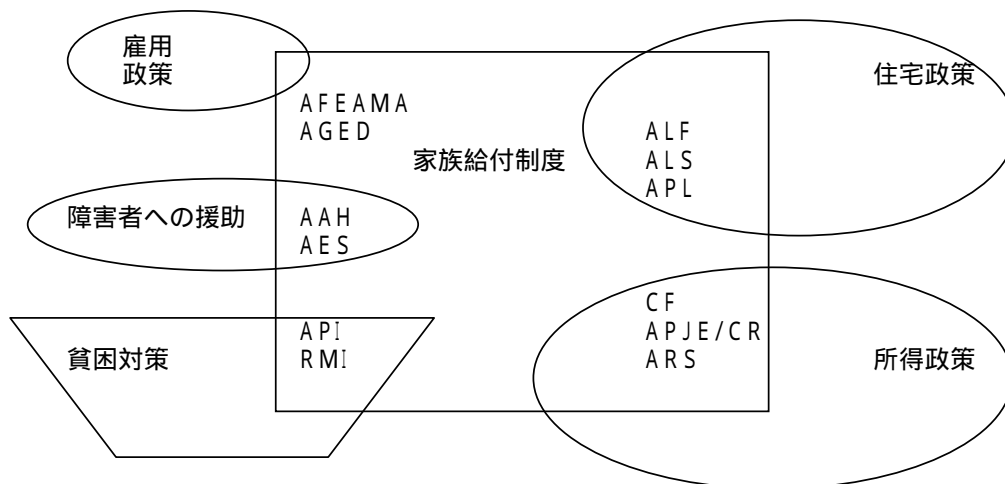 雇用
政策
住宅政策
AFEAMA
AGED
家族給付制度
ALF
ALS
APL
障害者への援助
AAH
AES
CF
APJE/CR
ARS
API
RMI
貧困対策
所得政策